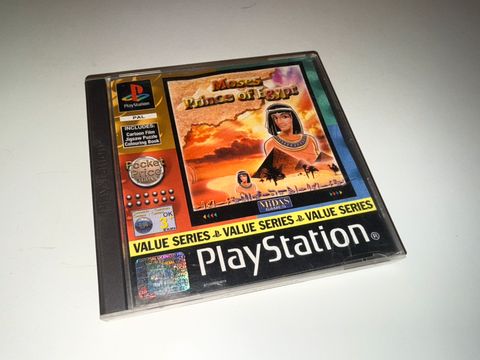 PlayStation
PAL
INCLUDES:
Cartoon Film
Jigsaw Puzzle
Colouring Book
Pocket
Price
OK
3
Moses
Prince of Egypt
MIDAS
VALUE SERIES VALUE SERIES VALUE SERIES
PlayStation®